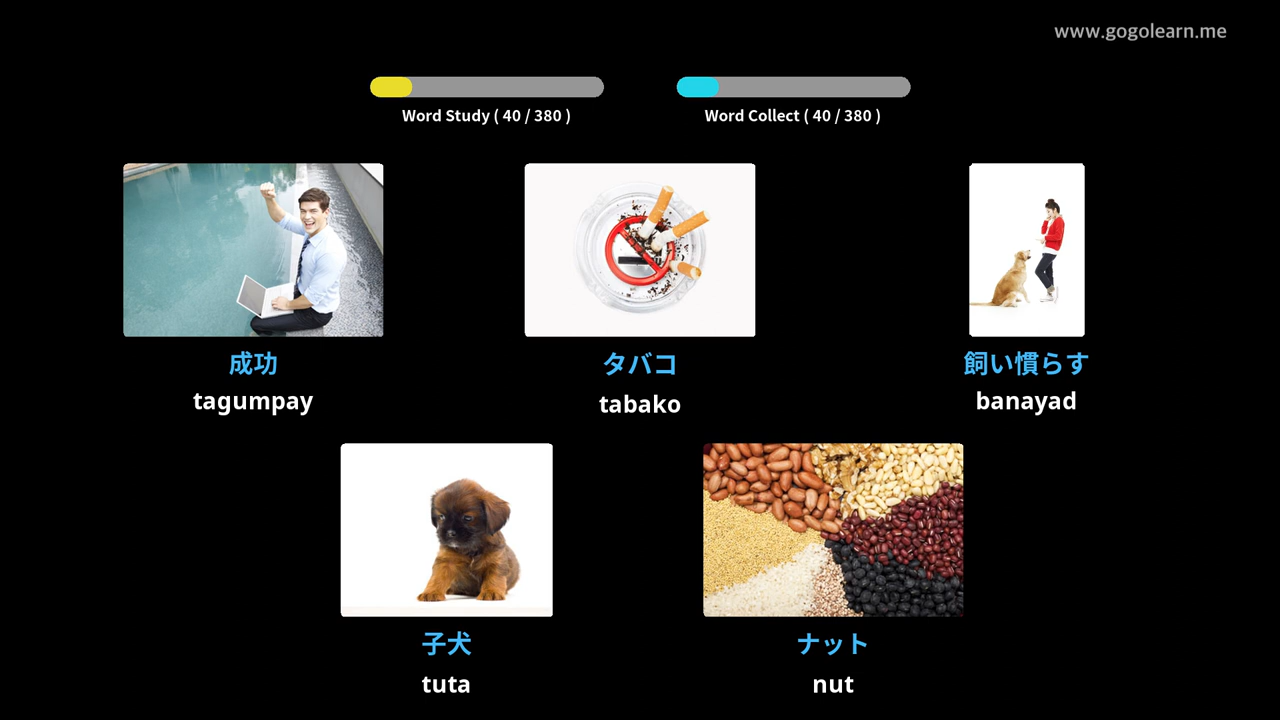 www.gogolearn.me
Word Study ( 40 / 380 )
Word Collect ( 40 / 380 )
成功
tagumpay
タバコ
tabako
飼い慣らす
banayad
子犬
tuta
ナット
nut